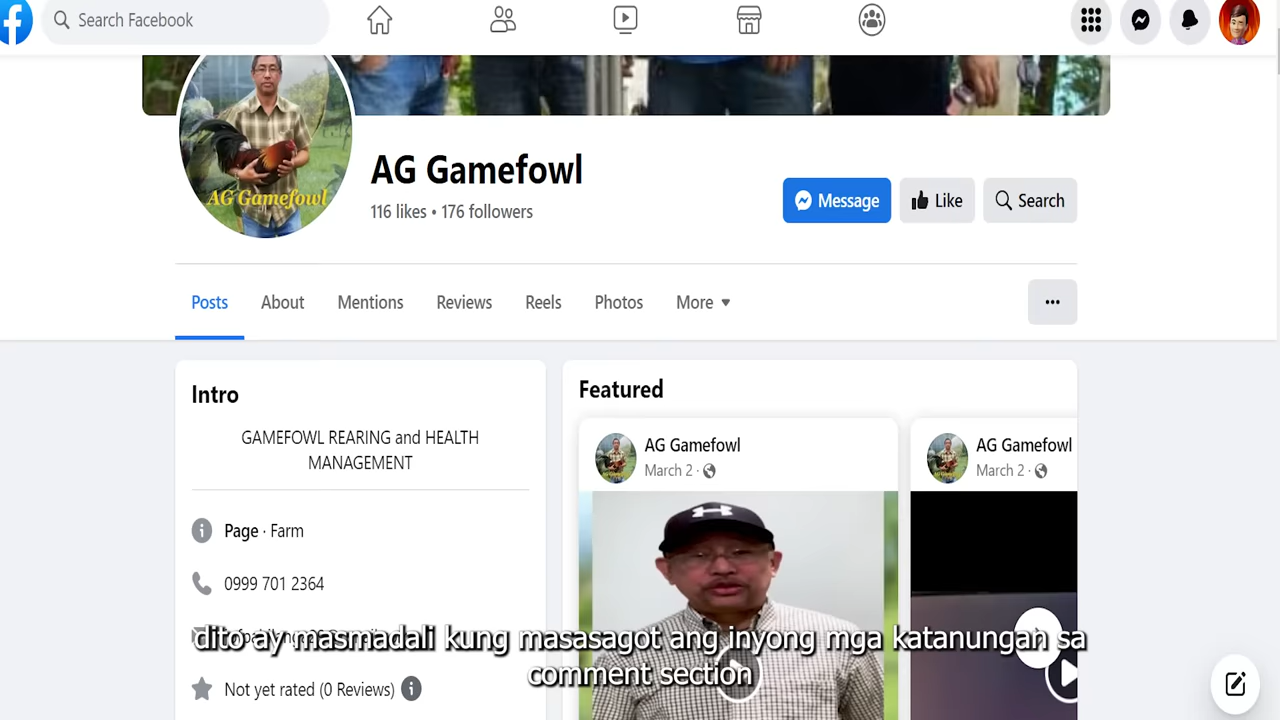 Search Facebook
AG Gamefowl
AG Gamefowl
116 likes • 176 followers
Message
Like
Search
Posts
About
Mentions
Reviews
Reels
Photos
More
Intro
GAMEFOWL REARING and HEALTH
MANAGEMENT
Page · Farm
0999 701 2364
Not yet rated (0 Reviews)
Featured
AG Gamefowl
March 2
AG Gamefowl
March 2
dito ay masmadali kung masasagot ang inyong mga katanungan sa
comment section